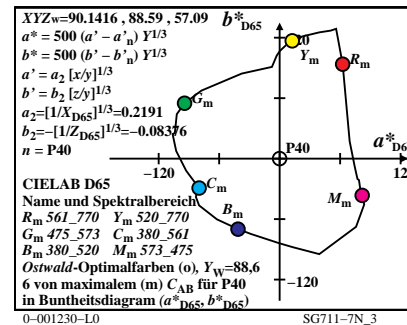 XYZw=90.1416, 88.59, 57.09 b*D65
a* = 500 (a' - a'n) Y1/3
b* = 500 (b' - b'n) Y1/3
a' = a2 [x/y]1/3
b' = b2 [z/y]1/3
a2=[1/XD65]1/3=0.2191
b2=–[1/ZD65]1/3=–0.08376
n = P40
Ym
Rm
Gm
P40
a*D65
–120
12
CIELAB D65
Name und Spektralbereich
Rm 561_770 Ym 520_770
Gm 475_573 Cm 380_561
Bm 380_520 Mm 573_475
Cm
Bm
Mm
Ostwald-Optimalfarben (o), YW=88,6
6 von maximalem (m) CAB für P40
in Buntheitsdiagram (a*D65, b*D65)
–120
0–001230–L0 SG711–7N_3